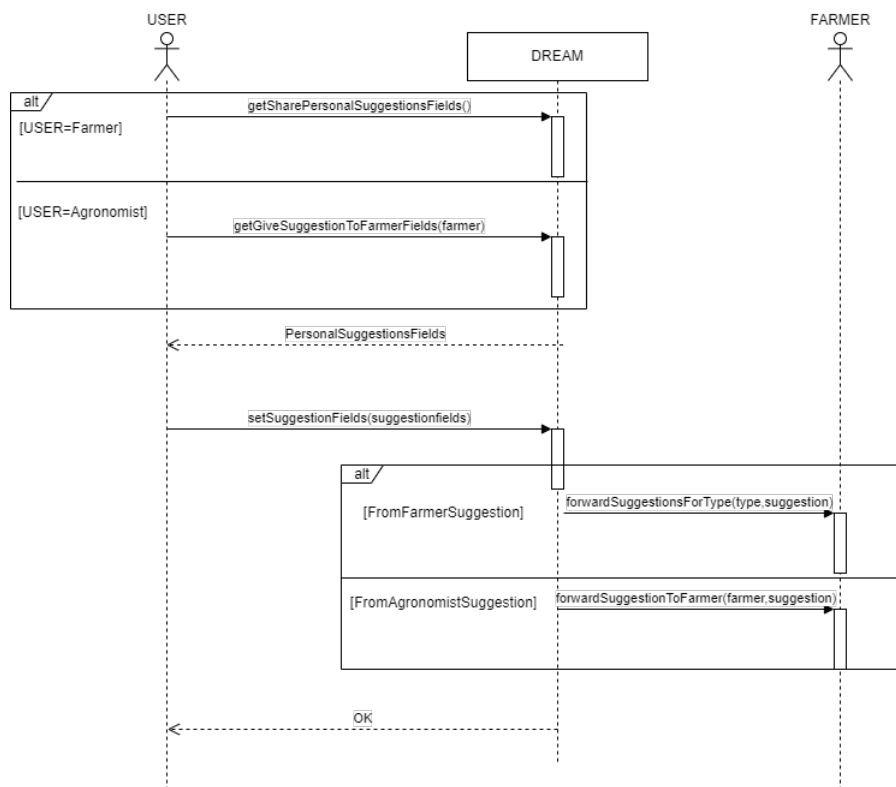 USER
DREAM
FARMER
alt
getSharePersonalSuggestionsFields()
[USER=Farmer]
[USER=Agronomist]
getGiveSuggestionToFarmerFields(farmer)
PersonalSuggestionsFields
setSuggestionFields(suggestionfields)
alt
forwardSuggestionsForType(type,suggestion)
[FromFarmerSuggestion]
[FromAgronomistSuggestion]
forwardSuggestionToFarmer(farmer,suggestion)
OK